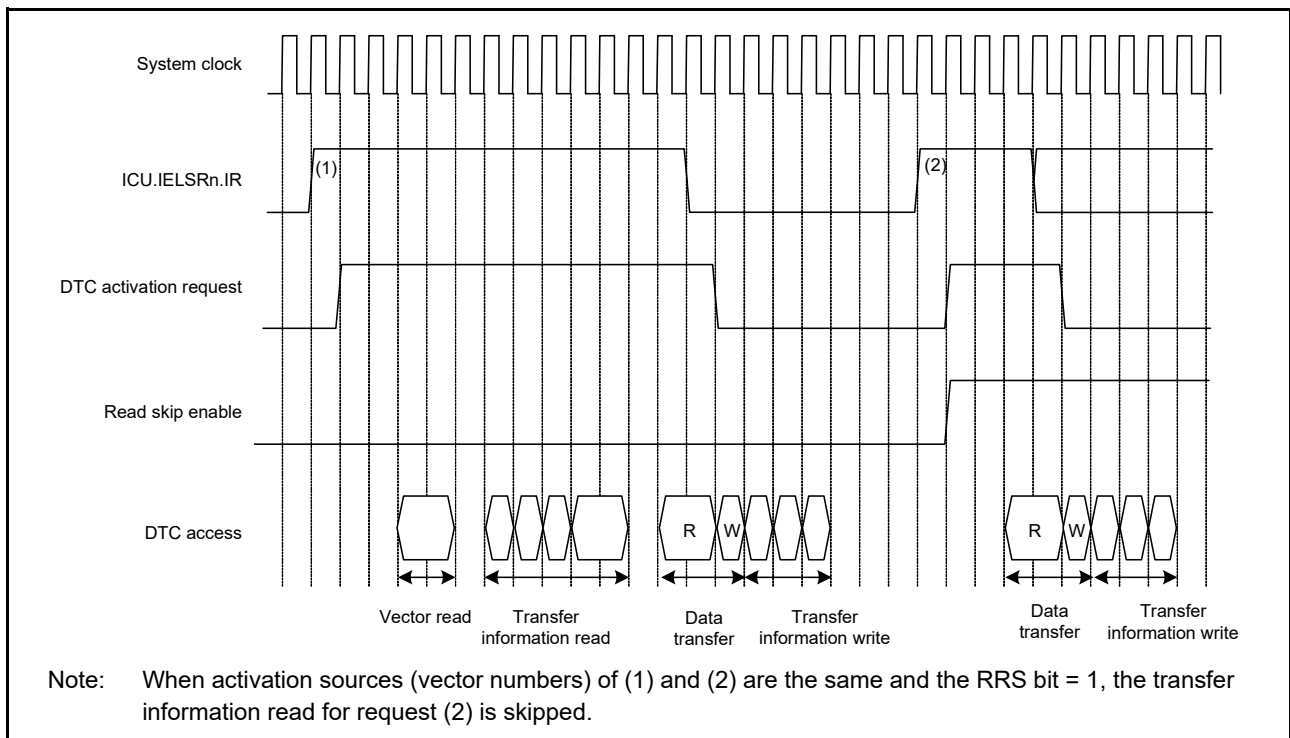 System clock
ICU.IELSRn.IR
(1)
(2)
DTC activation request
Read skip enable
DTC access
R
W
R
W
Vector read
Transfer
information read
Data
transfer
Transfer
information write
Data
transfer
Transfer
information write
Note: When activation sources (vector numbers) of (1) and (2) are the same and the RRS bit = 1, the transfer
information read for request (2) is skipped.